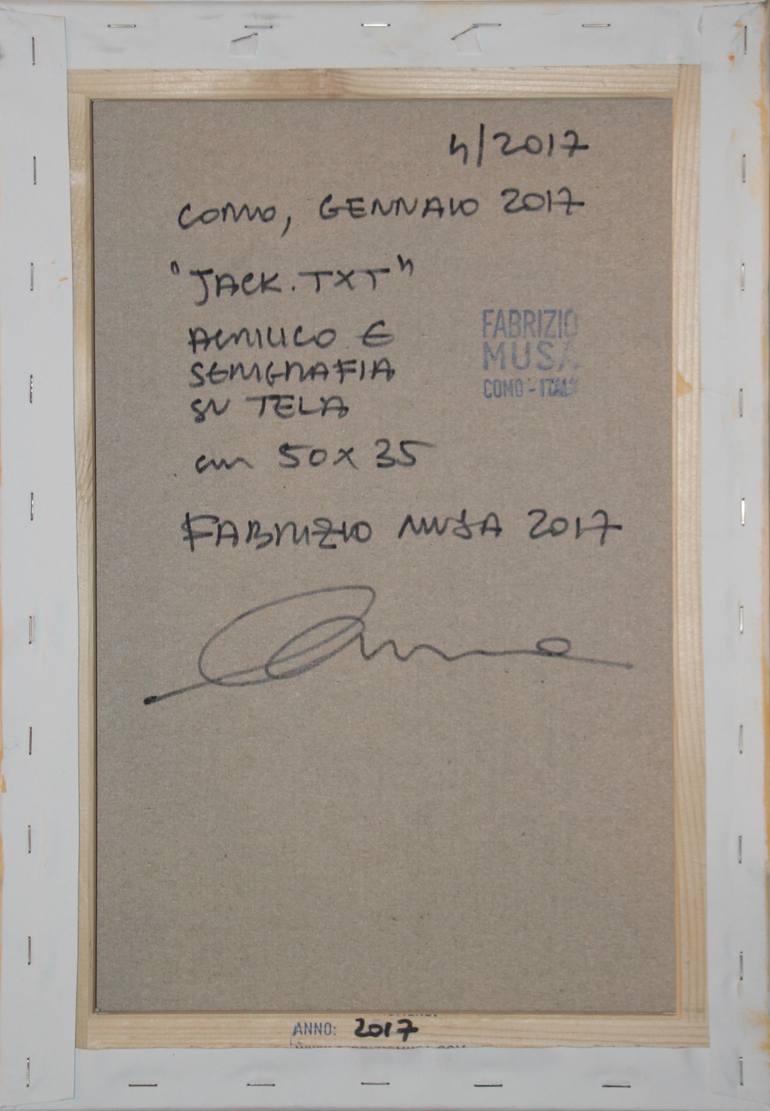 4/2017
COMO, GENNAIO 2017
"JACK.TXT"
ACRILICO E
SERIGRAFIA
SU TELA
cm 50x35
FABRIZIO
MUSA
COMO - ITALY
FABRIZIO MUSA 2017
ANNO: 2017